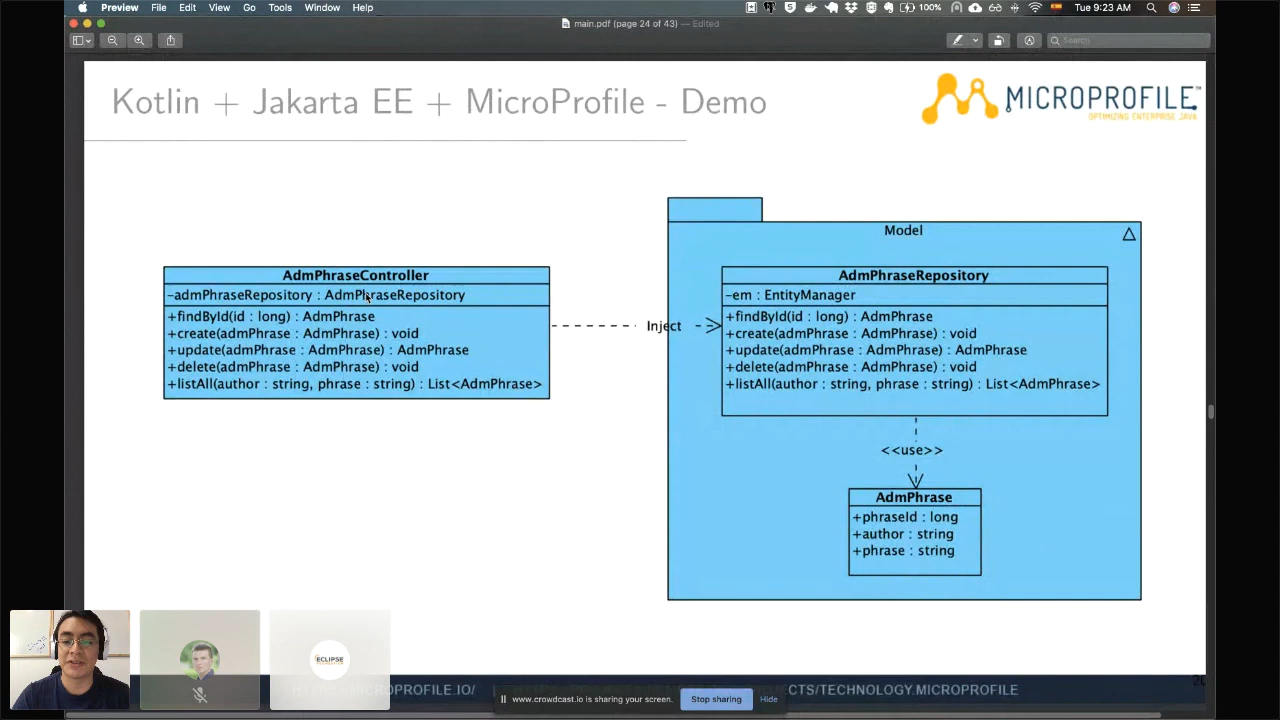 Preview File Edit View Go Tools Window Help 100% Tue 9:23 AM
main.pdf (page 24 of 43) — Edited
Search
Kotlin + Jakarta EE + MicroProfile - Demo
MICROPROFILE™
OPTIMIZING ENTERPRISE JAVA
Model
AdmPhraseController
-admPhraseRepository : AdmPhraseRepository
+findById(id : long) : AdmPhrase
+create(admPhrase : AdmPhrase) : void
+update(admPhrase : AdmPhrase) : AdmPhrase
+delete(admPhrase : AdmPhrase) : void
+listAll(author : string, phrase : string) : List<AdmPhrase>
Inject
AdmPhraseRepository
-em : EntityManager
+findById(id : long) : AdmPhrase
+create(admPhrase : AdmPhrase) : void
+update(admPhrase : AdmPhrase) : AdmPhrase
+delete(admPhrase : AdmPhrase) : void
+listAll(author : string, phrase : string) : List<AdmPhrase>
<<use>>
AdmPhrase
+phraseId : long
+author : string
+phrase : string
ECLIPSE
MICROPROFILE.IO/
CTS/TECHNOLOGY.MICROPROFILE
www.crowdcast.io is sharing your screen. Stop sharing Hide